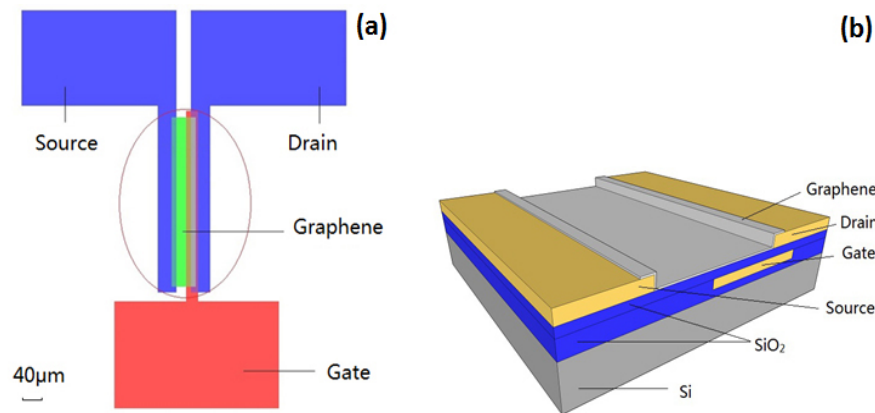 (a)
Source
Drain
Graphene
Gate
40μm
(b)
Graphene
Drain
Gate
Source
SiO₂
Si